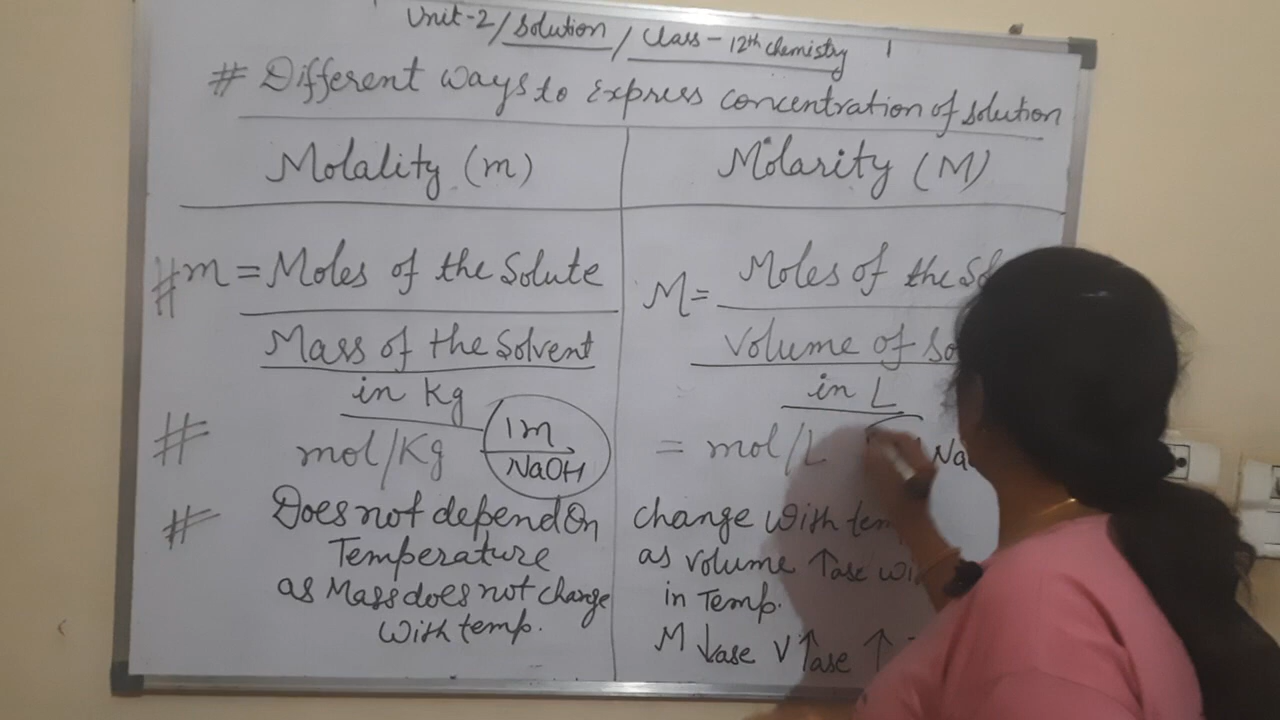 Unit-2/Solution/Class-12th chemistry
# Different ways to Express concentration of solution
Molality (m)
# m = Moles of the Solute
Mass of the Solvent
in Kg
# mol/Kg
1m
NaOH
# Does not depend On
Temperature
as Mass does not change
with temp.
Molarity (M)
M = Moles of the
Volume of
in L
= mol/L
change with
as volume ↑ase
in Temp.
M ↓ase V↑ase ↑